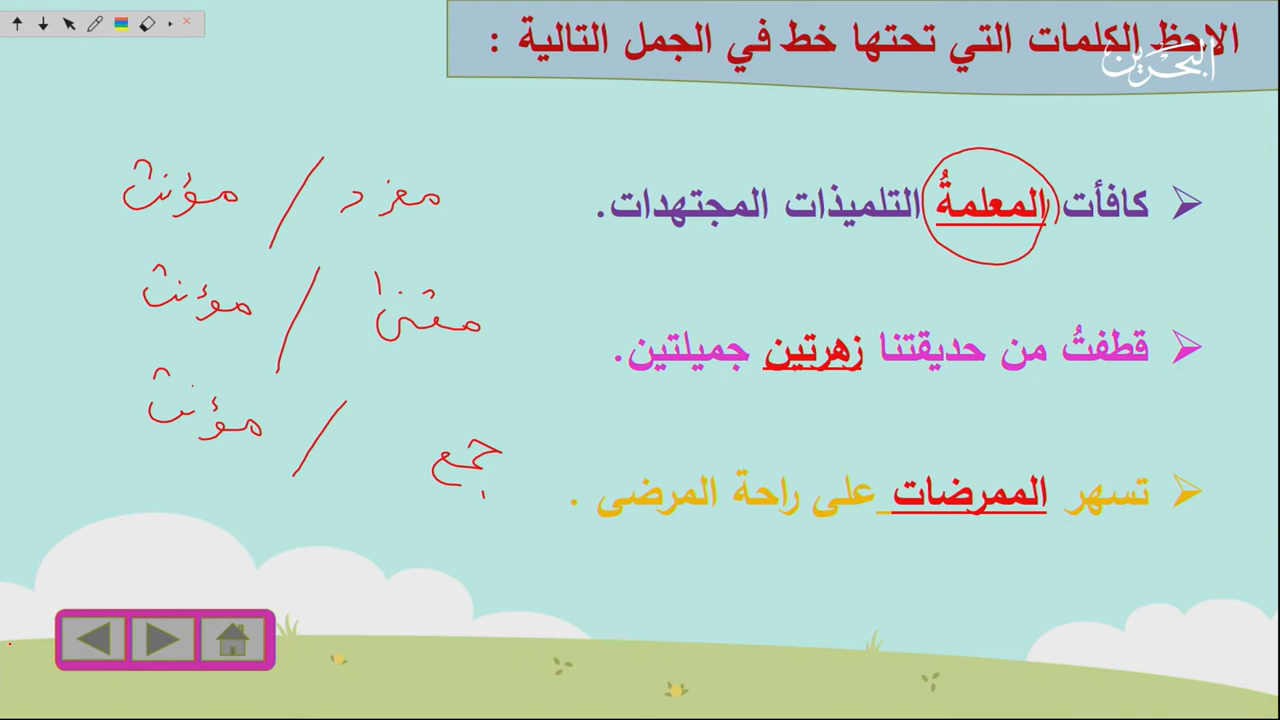 الاحظ الكلمات التي تحتها خط في الجمل التالية :
البحرين
كافأت المعلمةُ التلميذات المجتهدات.
مفرد / مؤنث
قطفتُ من حديقتنا زهرتين جميلتين.
مثنى / مؤنث
تسهر الممرضات على راحة المرضى .
جمع / مؤنث